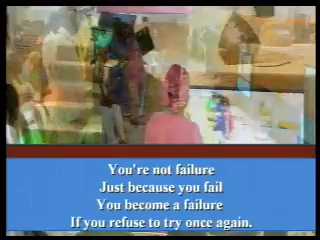 You're not failure
Just because you fail
You become a failure
If you refuse to try once again.